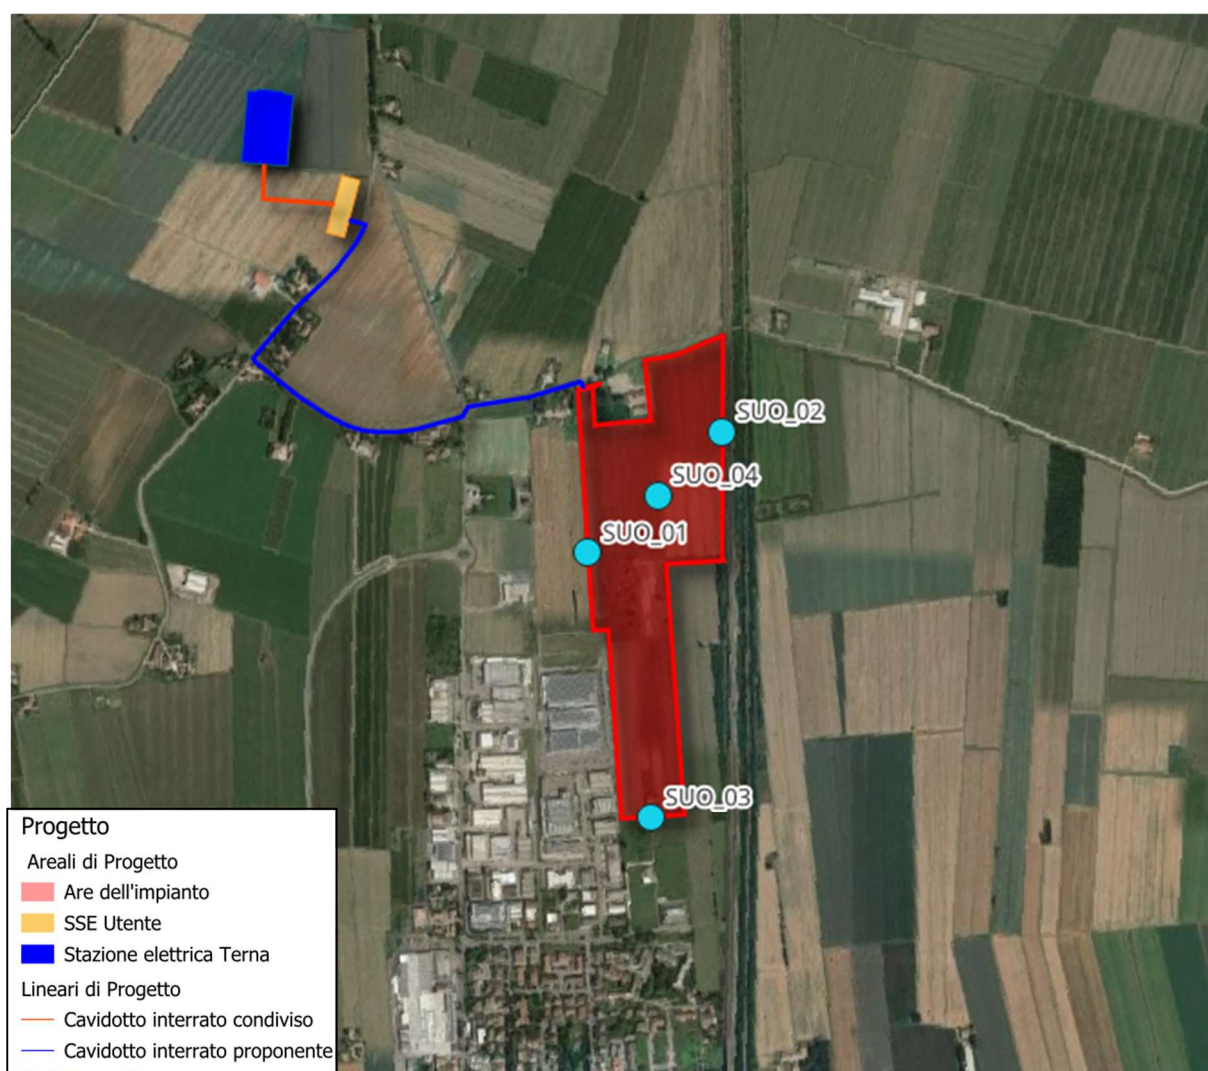 SUO_02
SUO_04
SUO_01
SUO_03
Progetto
Areali di Progetto
Are dell'impianto
SSE Utente
Stazione elettrica Terna
Lineari di Progetto
Cavidotto interrato condiviso
Cavidotto interrato proponente